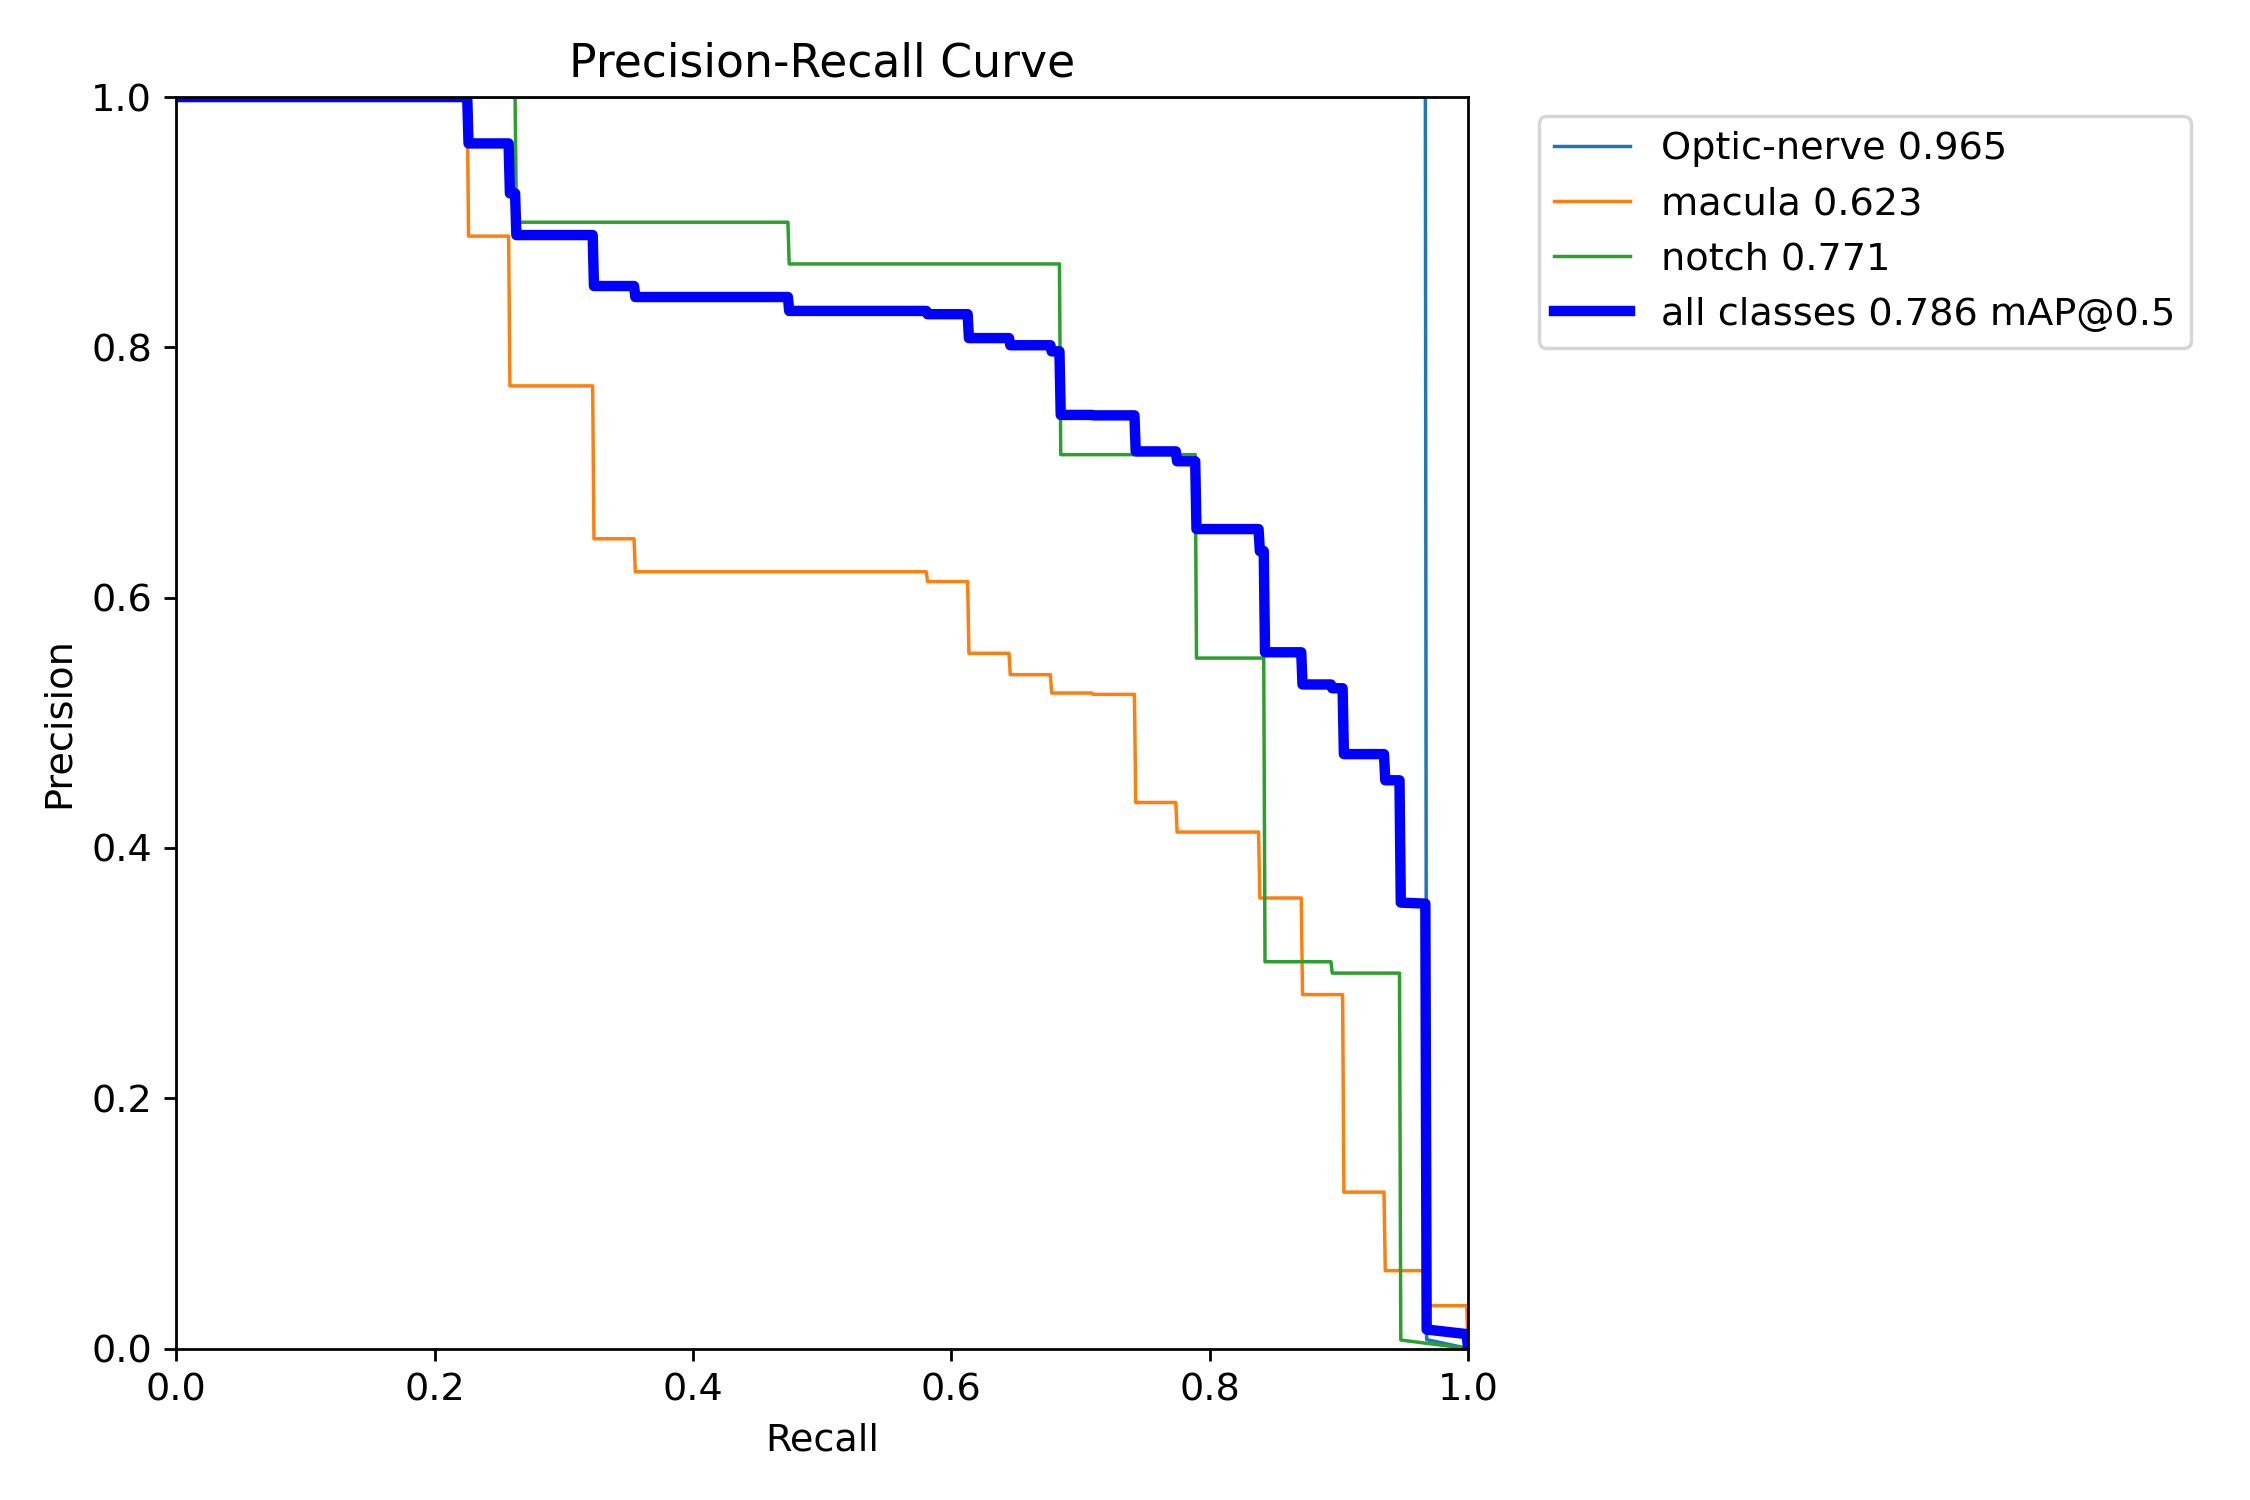 Precision-Recall Curve
1.0
0.8
0.6
0.4
0.2
0.0
Precision
0.0 0.2 0.4 0.6 0.8 1.0
Recall
Optic-nerve 0.965
macula 0.623
notch 0.771
all classes 0.786 mAP@0.5